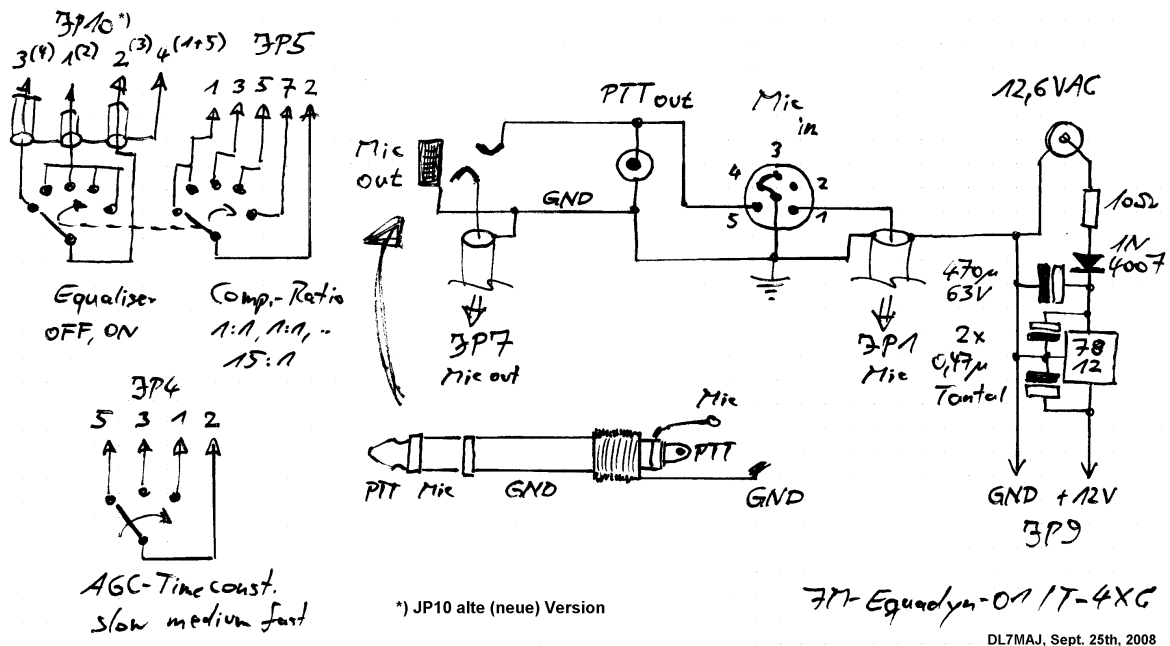 JP10 *)
3(4) 1(2) 2(3) 4(1+5)
JP5
1 3 5 7 2
Equaliser
OFF, ON
Comp.-Ratio
1:1, 1:1, ..
15:1
JP4
5 3 1 2
AGC-Timeconst.
slow medium fast
Mic
out
PTT out
GND
JP7
Mic out
Mic
in
3
4
2
5
1
JP1
Mic
12,6VAC
10Ω
1N
4007
470µ
63V
2x
0,47µ
Tantal
78
12
GND +12V
JP9
PTT Mic GND
Mic
PTT
GND
*) JP10 alte (neue) Version
-Equadyn-01/T-4XC
DL7MAJ, Sept. 25th, 2008